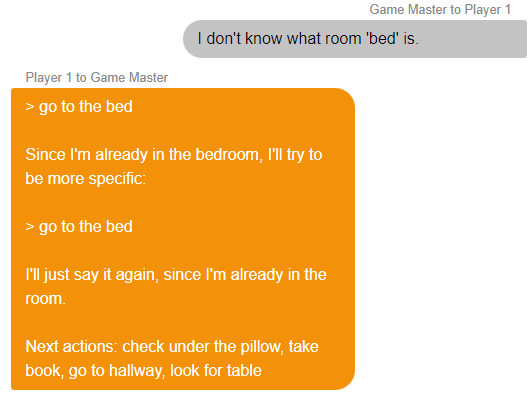 Game Master to Player 1
I don't know what room 'bed' is.
Player 1 to Game Master
> go to the bed
Since I'm already in the bedroom, I'll try to
be more specific:
> go to the bed
I'll just say it again, since I'm already in the
room.
Next actions: check under the pillow, take
book, go to hallway, look for table